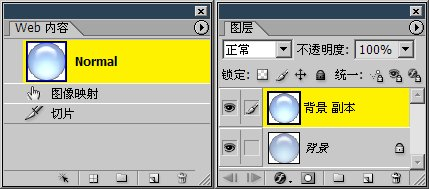 Web 内容
Normal
图像映射
切片
图层
正常 不透明度: 100%
锁定: 统一:
背景 副本
背景